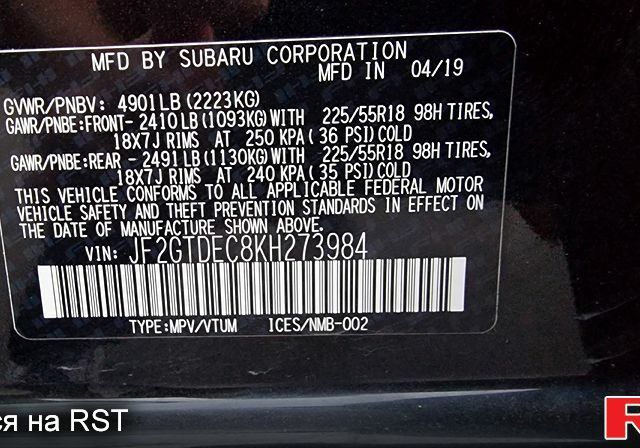 MFD BY SUBARU CORPORATION
MFD IN 04/19
GVWR/PNBV: 4901LB(2223KG)
GAWR/PNBE:FRONT- 2410LB(1093KG)WITH 225/55R18 98H TIRES,
18X7J RIMS AT 250 KPA(36 PSI)COLD
GAWR/PNBE:REAR - 2491LB(1130KG)WITH 225/55R18 98H TIRES,
18X7J RIMS AT 240 KPA(35 PSI)COLD
THIS VEHICLE CONFORMS TO ALL APPLICABLE FEDERAL MOTOR
VEHICLE SAFETY AND THEFT PREVENTION STANDARDS IN EFFECT ON
THE DATE OF MANUFACTURE SHOWN ABOVE.
VIN: JF2GTDEC8KH273984
TYPE:MPV/VTUM ICES/NMB-002
ся на RST
R